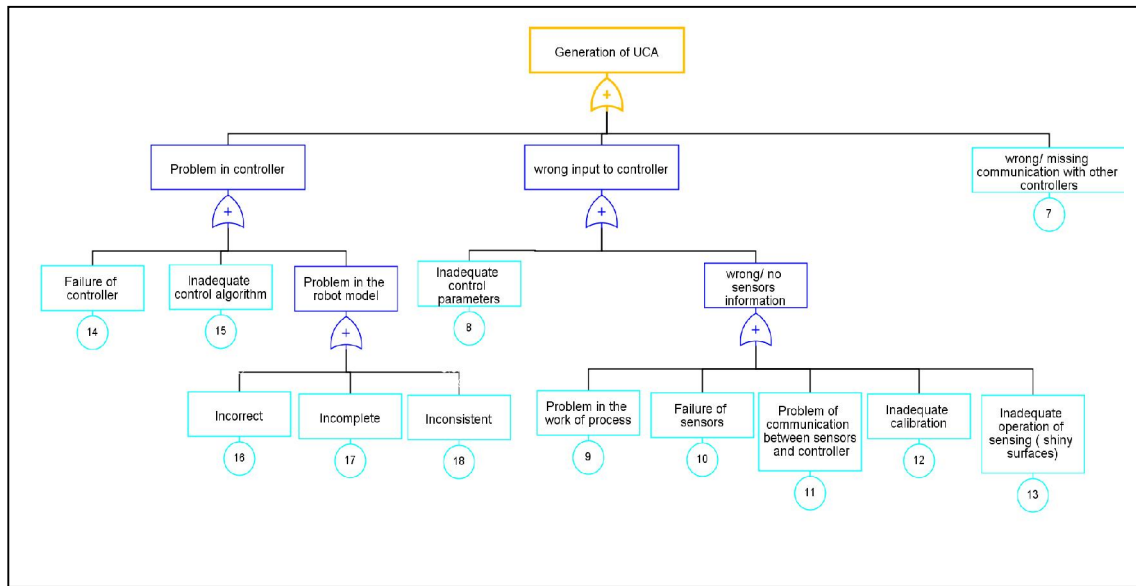 Generation of UCA
+
Problem in controller
wrong input to controller
wrong/ missing
communication with other
controllers
+
+
7
Failure of
controller
Inadequate
control algorithm
Problem in the
robot model
Inadequate
control
parameters
wrong/ no
sensors
information
14
15
+
8
+
Incorrect
Incomplete
Inconsistent
Problem in the
work of process
Failure of
sensors
Problem of
communication
between sensors
and controller
Inadequate
calibration
Inadequate
operation of
sensing ( shiny
surfaces)
16
17
18
9
10
11
12
13